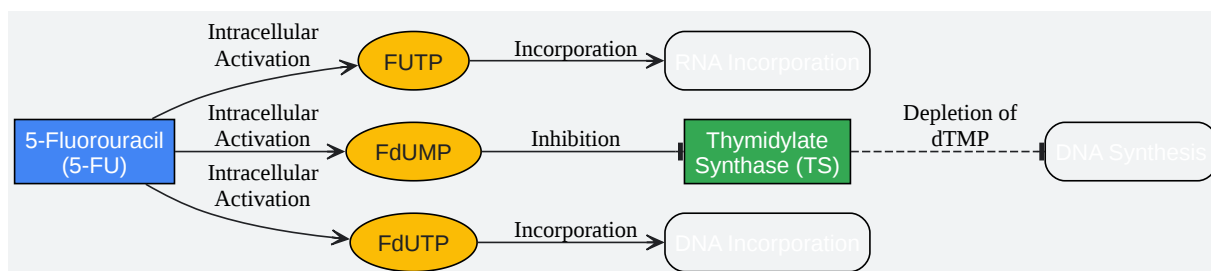 Intracellular
Activation
FUTP
Incorporation
RNA Incorporation
5-Fluorouracil
(5-FU)
Intracellular
Activation
FdUMP
Inhibition
Thymidylate
Synthase (TS)
Depletion of
dTMP
DNA Synthesis
Intracellular
Activation
FdUTP
Incorporation
DNA Incorporation